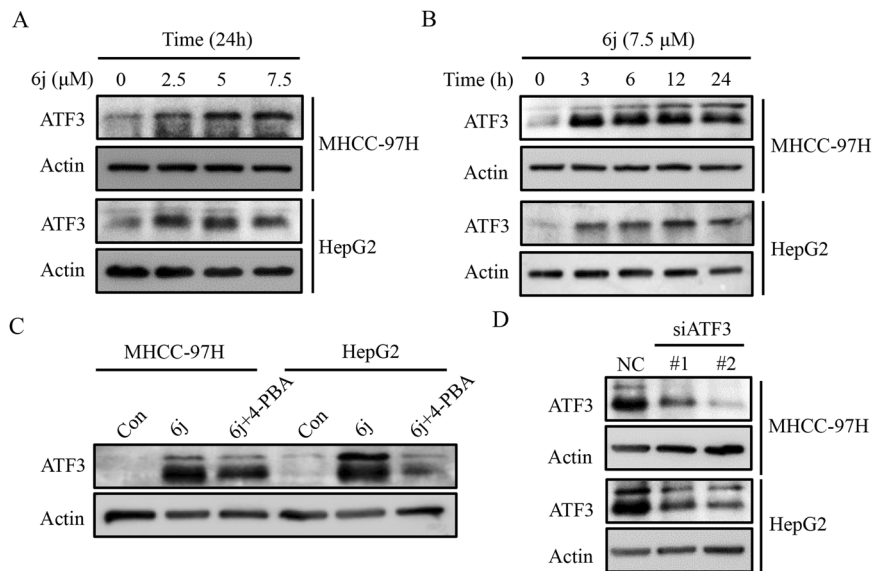 A
Time (24h)
6j (μM) 0 2.5 5 7.5
ATF3
Actin
MHCC-97H
ATF3
Actin
HepG2
B
6j (7.5 μM)
Time (h) 0 3 6 12 24
ATF3
Actin
MHCC-97H
ATF3
Actin
HepG2
C
MHCC-97H HepG2
Con 6j 6j+4-PBA Con 6j 6j+4-PBA
ATF3
Actin
D
siATF3
NC #1 #2
ATF3
Actin
MHCC-97H
ATF3
Actin
HepG2